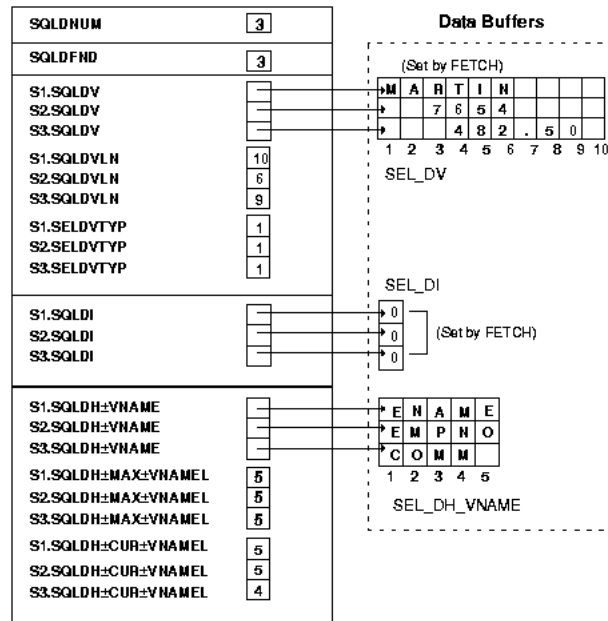 Data Buffers
SQLDNUM 3
SQLDFND 3
(Set by FETCH)
S1.SQLDV M A R T I N
S2.SQLDV 7 6 5 4
S3.SQLDV 4 8 2 . 5 0
1 2 3 4 5 6 7 8 9 10
SEL_DV
S1.SQLDVLN 10
S2.SQLDVLN 6
S3.SQLDVLN 9
S1.SELDVTYP 1
S2.SELDVTYP 1
S3.SELDVTYP 1
SEL_DI
S1.SQLDI 0
S2.SQLDI 0 (Set by FETCH)
S3.SQLDI 0
S1.SQLDH±VNAME E N A M E
S2.SQLDH±VNAME E M P N O
S3.SQLDH±VNAME C O M M
1 2 3 4 5
SEL_DH_VNAME
S1.SQLDH±MAX±VNAMEL 5
S2.SQLDH±MAX±VNAMEL 5
S3.SQLDH±MAX±VNAMEL 5
S1.SQLDH±CUR±VNAMEL 5
S2.SQLDH±CUR±VNAMEL 5
S3.SQLDH±CUR±VNAMEL 4